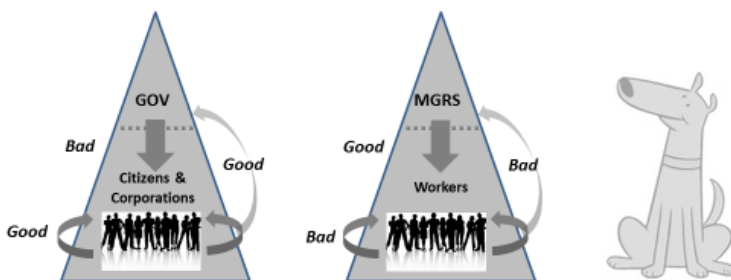 GOV
Bad
Good
Citizens &
Corporations
Good
MGRS
Good
Bad
Workers
Bad